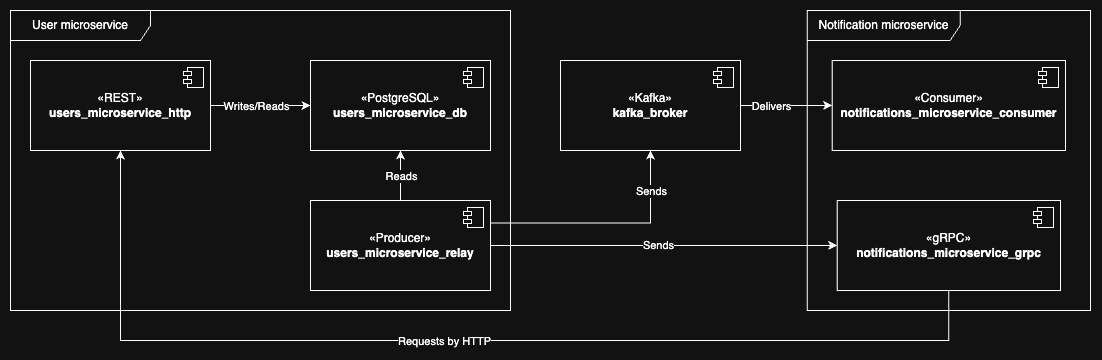 User microservice
Notification microservice
«REST»
users_microservice_http
Writes/Reads
«PostgreSQL»
users_microservice_db
«Kafka»
kafka_broker
Delivers
«Consumer»
notifications_microservice_consumer
Reads
Sends
«Producer»
users_microservice_relay
Sends
«gRPC»
notifications_microservice_grpc
Requests by HTTP